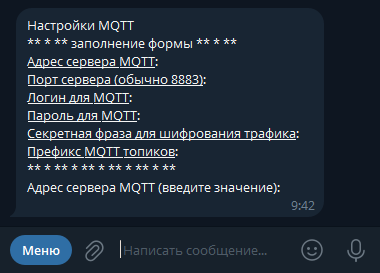 Настройки MQTT
** * ** заполнение формы ** * **
Адрес сервера MQTT:
Порт сервера (обычно 8883):
Логин для MQTT:
Пароль для MQTT:
Секретная фраза для шифрования трафика:
Префикс MQTT топиков:
** * ** * ** * ** * ** * ** * **
Адрес сервера MQTT (введите значение):
9:42
Меню
Написать сообщение...